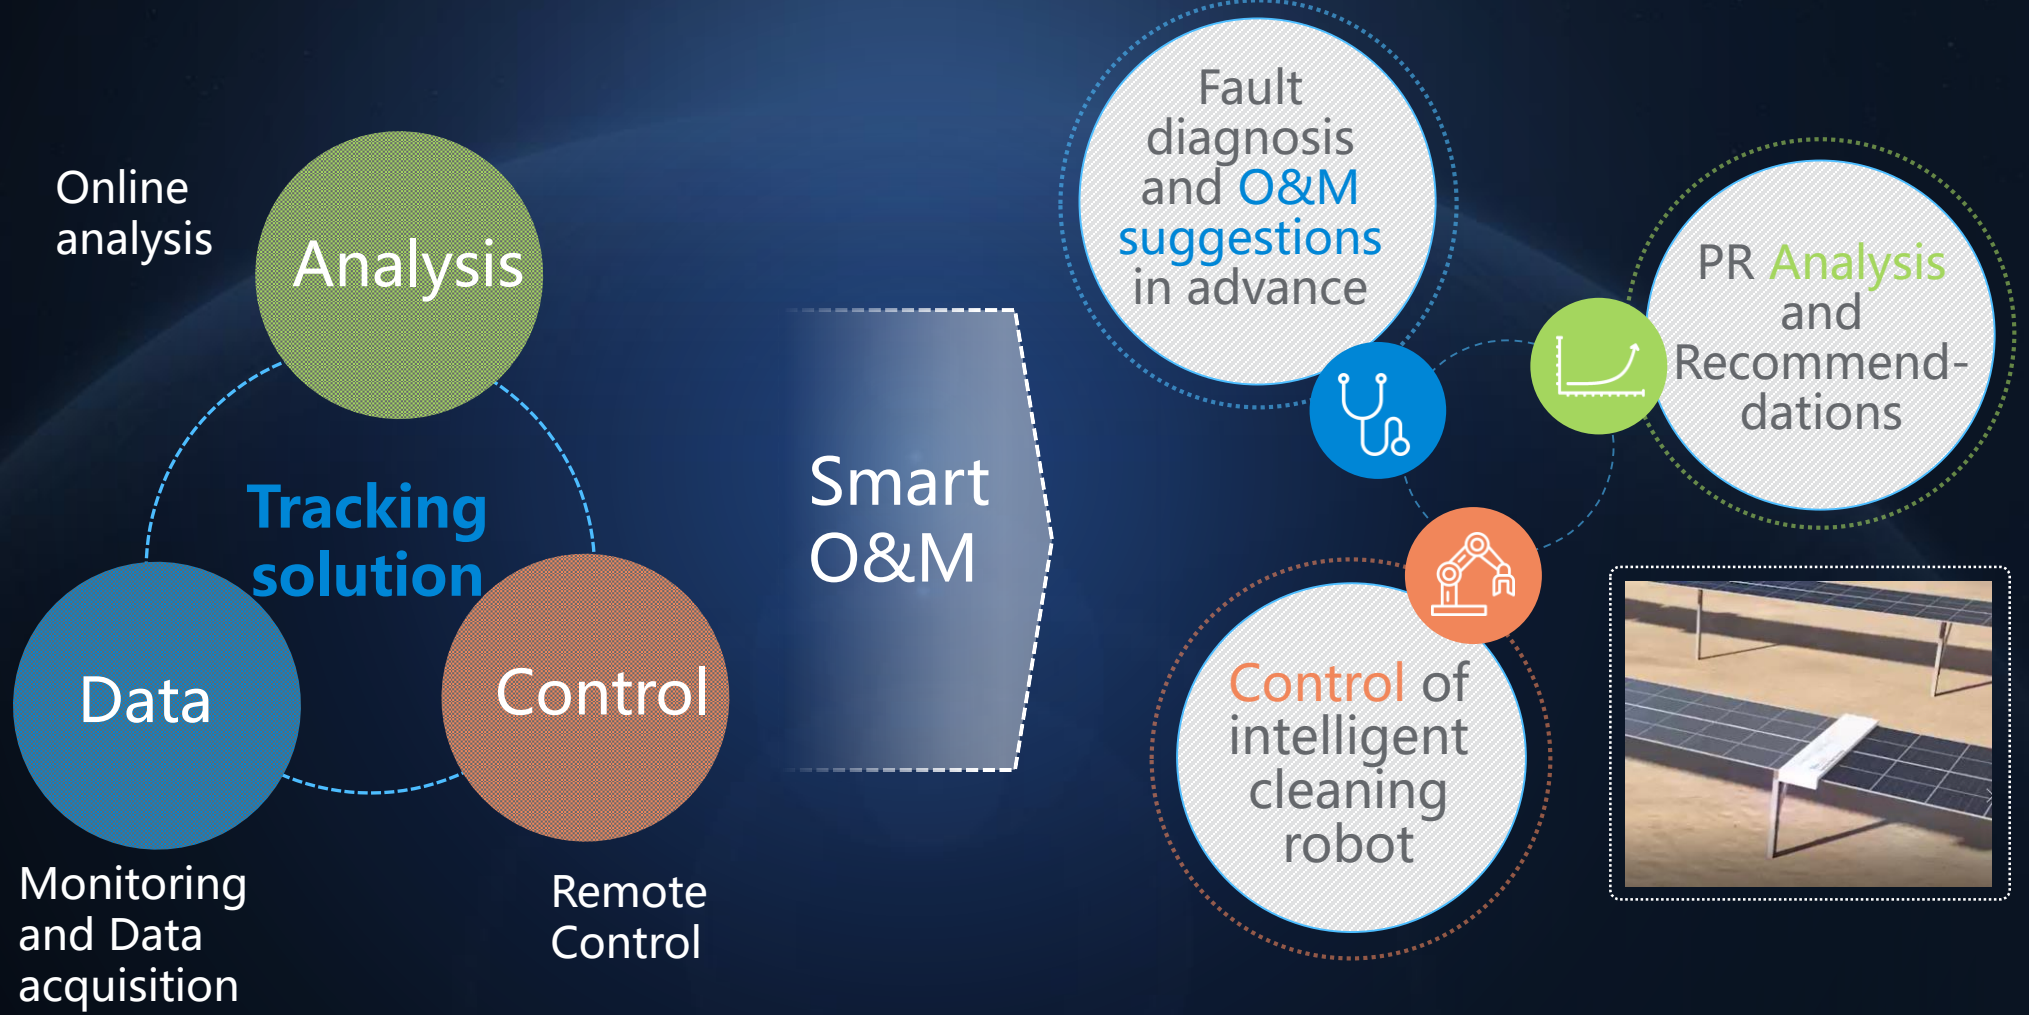 Online
analysis
Analysis
Tracking
solution
Data
Control
Monitoring
and Data
acquisition
Remote
Control
Smart
O&M
Fault
diagnosis
and O&M
suggestions
in advance
PR Analysis
and
Recommend-
dations
Control of
intelligent
cleaning
robot